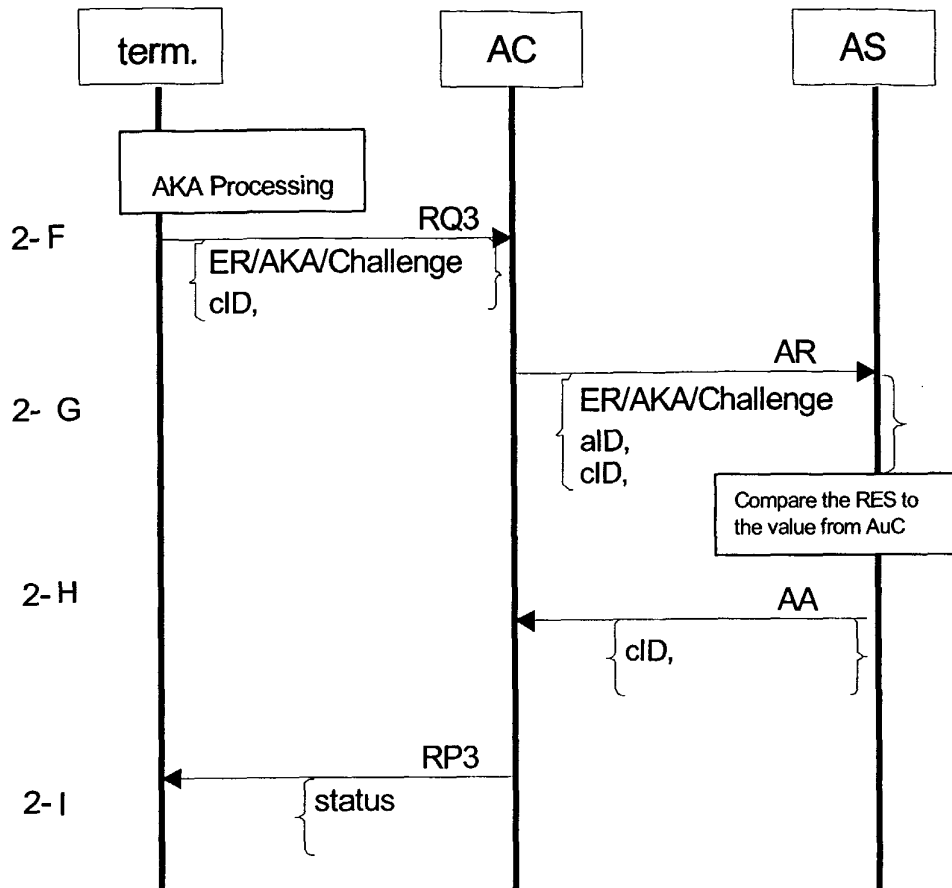 term.
AC
AS
AKA Processing
RQ3
2-F
ER/AKA/Challenge
cID,
AR
2- G
ER/AKA/Challenge
aID,
cID,
Compare the RES to
the value from AuC
2-H
AA
cID,
RP3
2-I
status